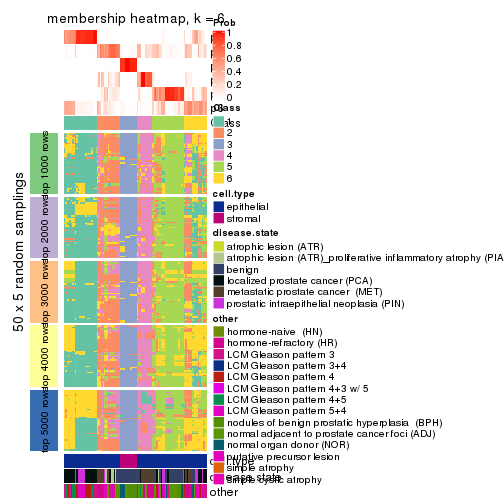 membership heatmap, k = 6
Prob
1
0.8
0.6
0.4
0.2
0
Class
1
2
3
4
5
6
cell.type
epithelial
stromal
disease.state
atrophic lesion (ATR)
atrophic lesion (ATR)_proliferative inflammatory atrophy (PIA
benign
localized prostate cancer (PCA)
metastatic prostate cancer (MET)
prostatic intraepithelial neoplasia (PIN)
other
hormone-naive (HN)
hormone-refractory (HR)
LCM Gleason pattern 3
LCM Gleason pattern 3+4
LCM Gleason pattern 4
LCM Gleason pattern 4+3 w/ 5
LCM Gleason pattern 4+5
LCM Gleason pattern 5+4
nodules of benign prostatic hyperplasia (BPH)
normal adjacent to prostate cancer foci (ADJ)
normal organ donor (NOR)
putative precursor lesion
simple atrophy
simple cystic atrophy
50 x 5 random samplings
top 1000 rows
top 2000 rows
top 3000 rows
top 4000 rows
top 5000 rows
cell.type
disease.state
other